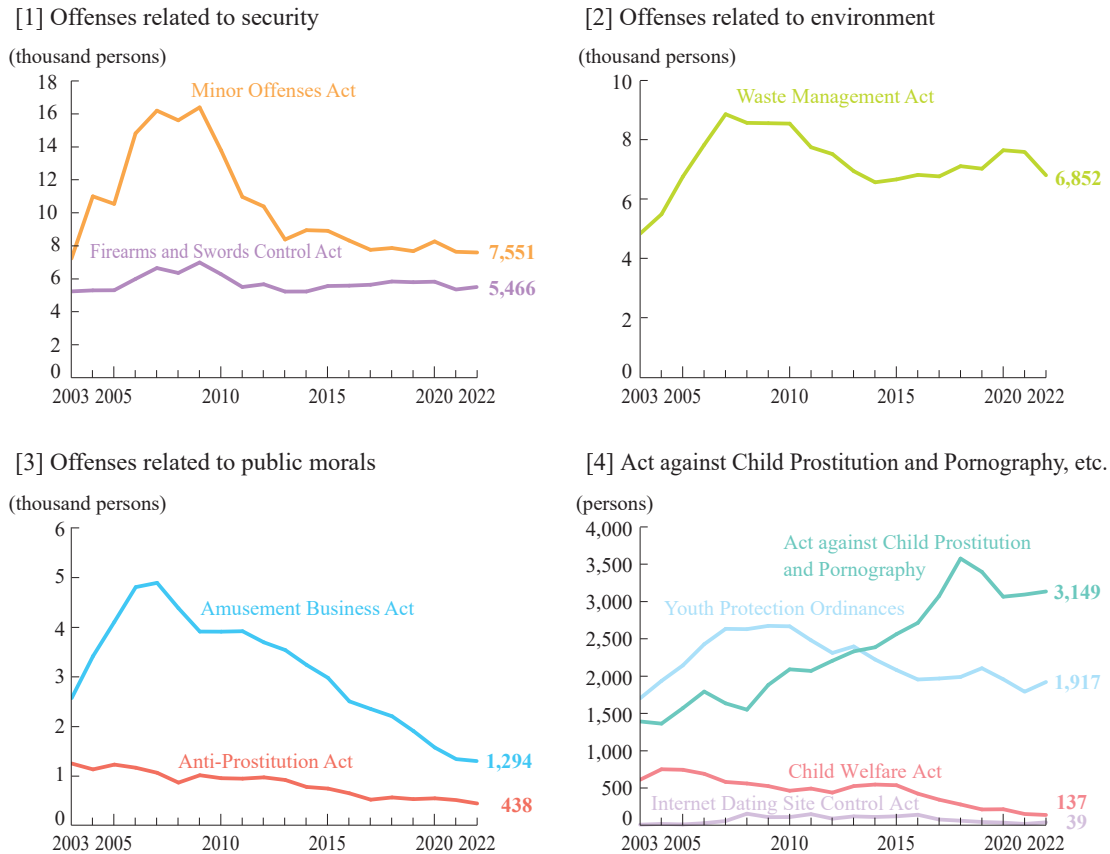 [1] Offenses related to security
(thousand persons)
18
16
14
12
10
8
6
4
2
0
Minor Offenses Act
Firearms and Swords Control Act
7,551
5,466
2003 2005 2010 2015 2020 2022
[2] Offenses related to environment
(thousand persons)
10
8
6
4
2
0
Waste Management Act
6,852
2003 2005 2010 2015 2020 2022
[3] Offenses related to public morals
(thousand persons)
6
5
4
3
2
1
0
Amusement Business Act
Anti-Prostitution Act
1,294
438
2003 2005 2010 2015 2020 2022
[4] Act against Child Prostitution and Pornography, etc.
(persons)
4,000
3,500
3,000
2,500
2,000
1,500
1,000
500
0
Act against Child Prostitution
and Pornography
Youth Protection Ordinances
Child Welfare Act
Internet Dating Site Control Act
3,149
1,917
137
39
2003 2005 2010 2015 2020 2022